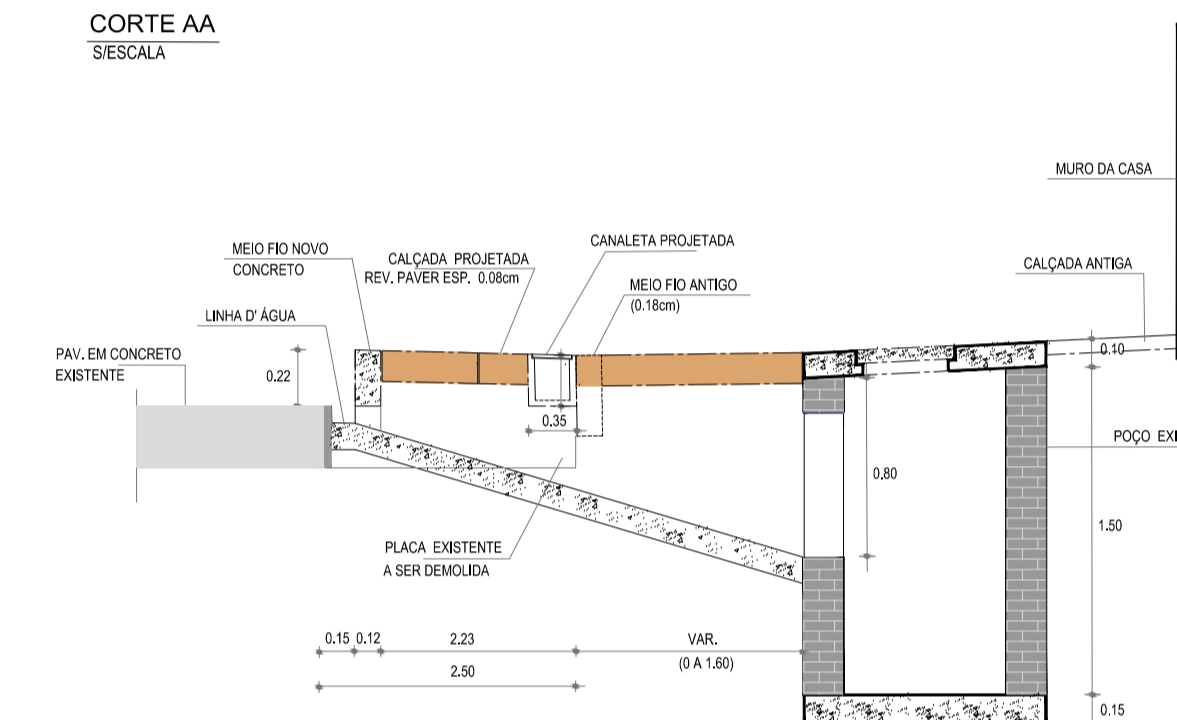 CORTE AA
S/ESCALA
MURO DA CASA
CANALETA PROJETADA
MEIO FIO NOVO
CONCRETO
CALÇADA PROJETADA
REV. PAVER ESP. 0.08cm
CALÇADA ANTIGA
MEIO FIO ANTIGO
(0.18cm)
LINHA D' ÁGUA
PAV. EM CONCRETO
EXISTENTE
0.10
0.22
0.35
POÇO EXI
0.80
1.50
PLACA EXISTENTE
A SER DEMOLIDA
0.15 0.12 2.23 VAR.
(0 A 1.60)
2.50
0.15